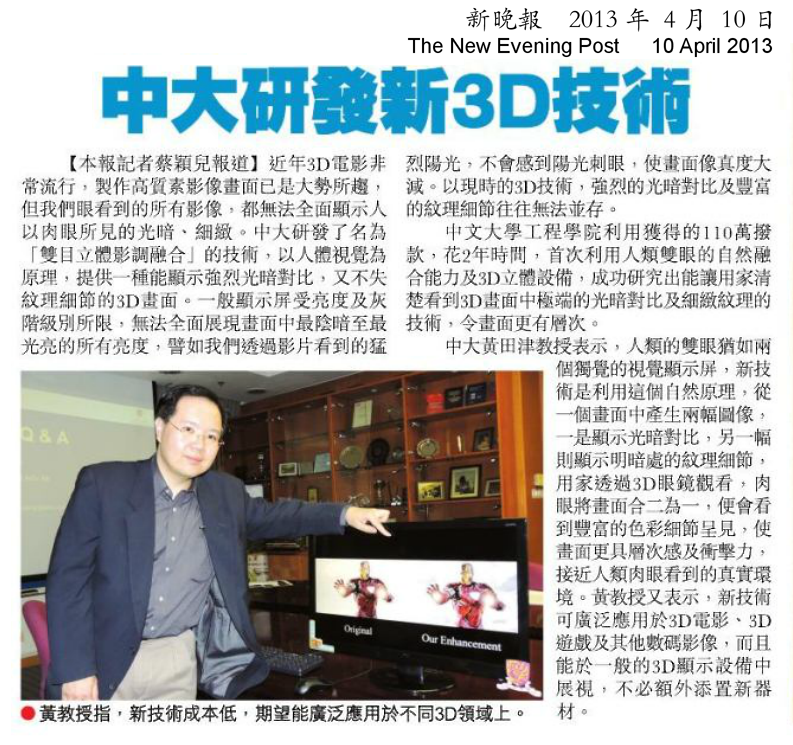 新晚報 2013年4月10日
The New Evening Post 10 April 2013
中大研發新3D技術
【本報記者蔡穎兒報道】近年3D電影非
常流行，製作高質素影像畫面已是大勢所趨，
但我們眼看到的所有影像，都無法全面顯示人
以肉眼所見的光暗、細緻。中大研發了名為
「雙目立體影調融合」的技術，以人體視覺為
原理，提供一種能顯示強烈光暗對比，又不失
紋理細節的3D畫面。一般顯示屏受亮度及灰
階級別所限，無法全面展現畫面中最陰暗至最
光亮的所有亮度，譬如我們透過影片看到的猛
烈陽光，不會感到陽光刺眼，使畫面像真度大
減。以現時的3D技術，強烈的光暗對比及豐富
的紋理細節往往無法並存。
中文大學工程學院利用獲得的110萬撥
款，花2年時間，首次利用人類雙眼的自然融
合能力及3D立體設備，成功研究出能讓用家清
楚看到3D畫面中極端的光暗對比及細緻紋理的
技術，令畫面更有層次。
中大黃田津教授表示，人類的雙眼猶如兩
個獨覺的視覺顯示屏，新技
術是利用這個自然原理，從
一個畫面中產生兩幅圖像，
一是顯示光暗對比，另一幅
則顯示明暗處的紋理細節，
用家透過3D眼鏡觀看，肉
眼將畫面合二為一，便會看
到豐富的色彩細節呈見，使
畫面更具層次感及衝擊力，
接近人類肉眼看到的真實環
境。黃教授又表示，新技術
可廣泛應用於3D電影、3D
遊戲及其他數碼影像，而且
能於一般的3D顯示設備中
展視，不必額外添置新器
材。
Q & A
Original
Our Enhancement
黃教授指，新技術成本低，期望能廣泛應用於不同3D領域上。